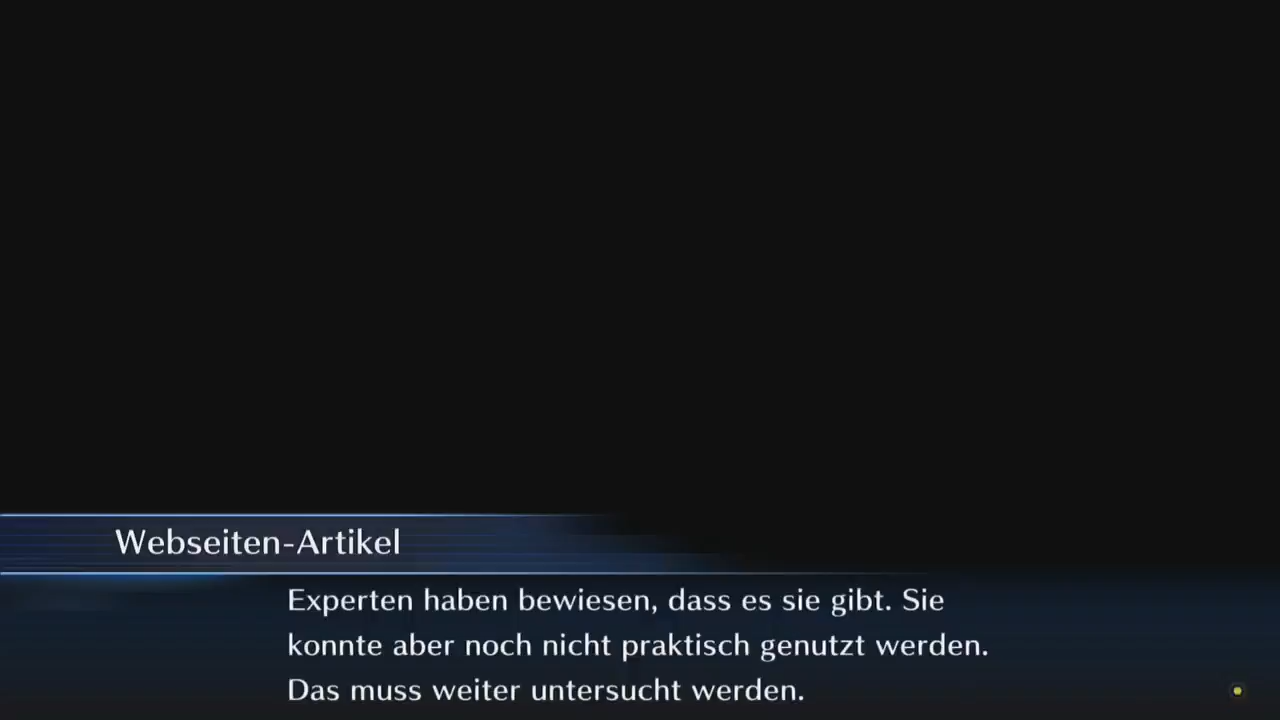 Webseiten-Artikel
Experten haben bewiesen, dass es sie gibt. Sie
konnte aber noch nicht praktisch genutzt werden.
Das muss weiter untersucht werden.